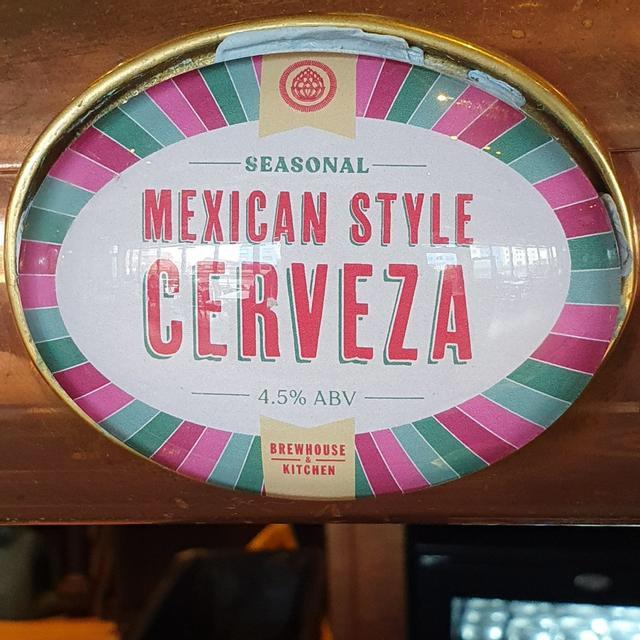 SEASONAL
MEXICAN STYLE
CERVEZA
4.5% ABV
BREWHOUSE
&
KITCHEN